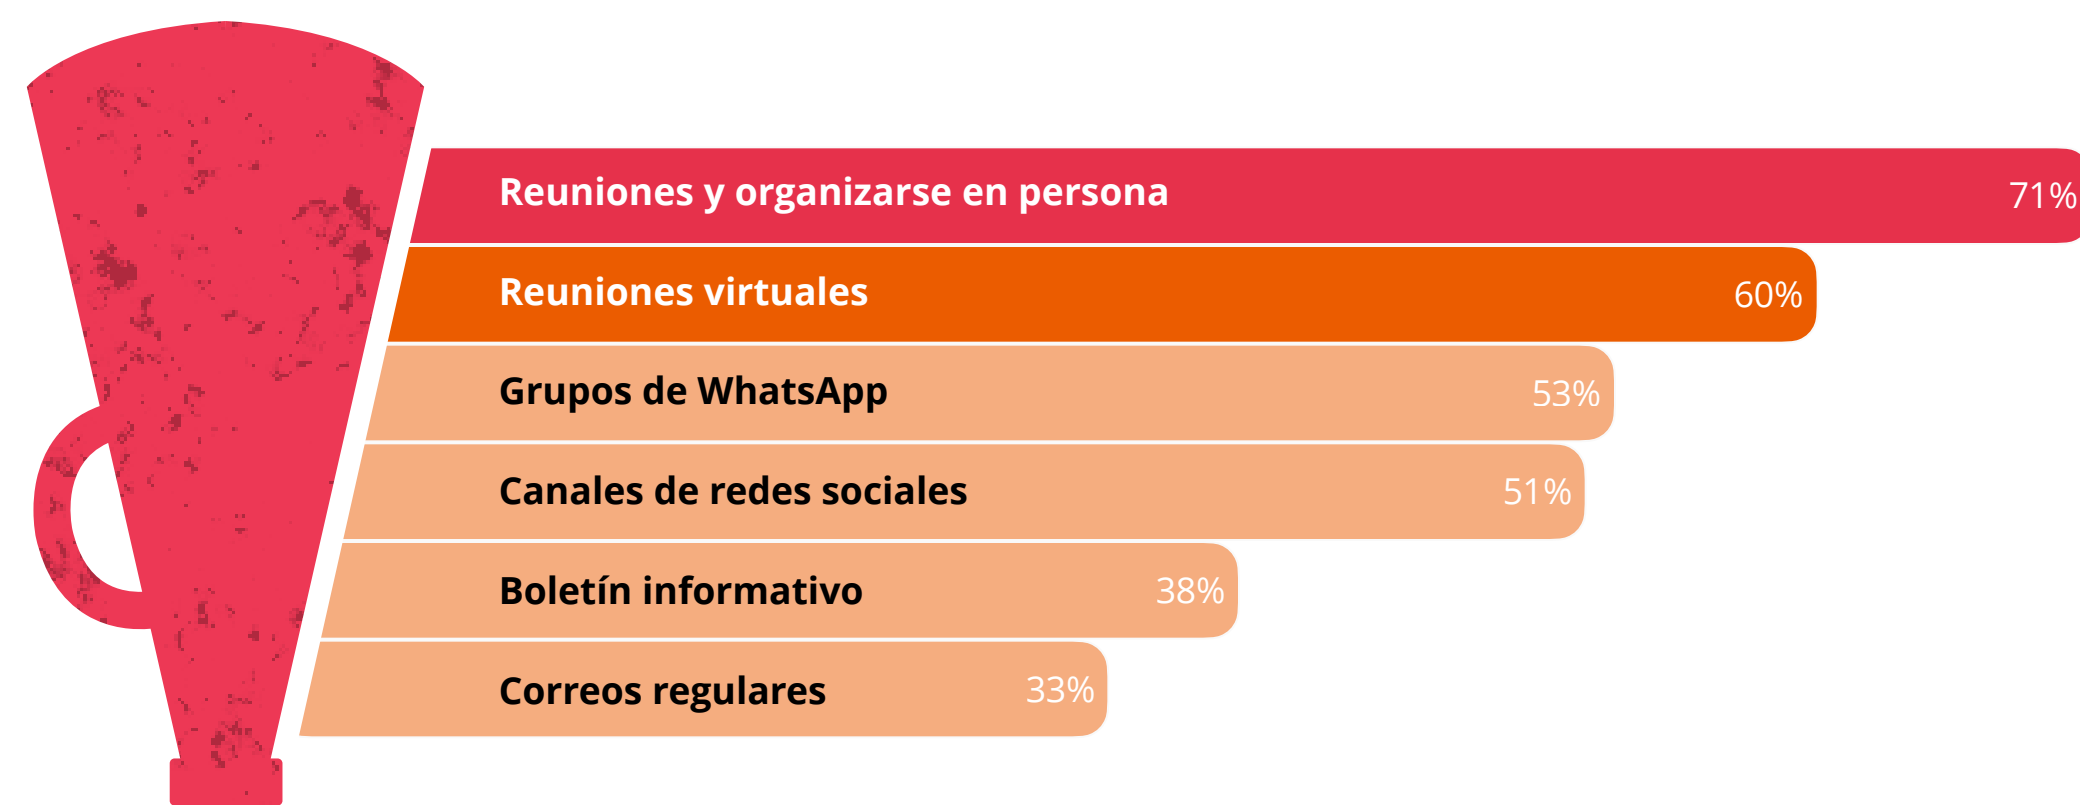 Reuniones y organizarse en persona 71%
Reuniones virtuales 60%
Grupos de WhatsApp 53%
Canales de redes sociales 51%
Boletín informativo 38%
Correos regulares 33%